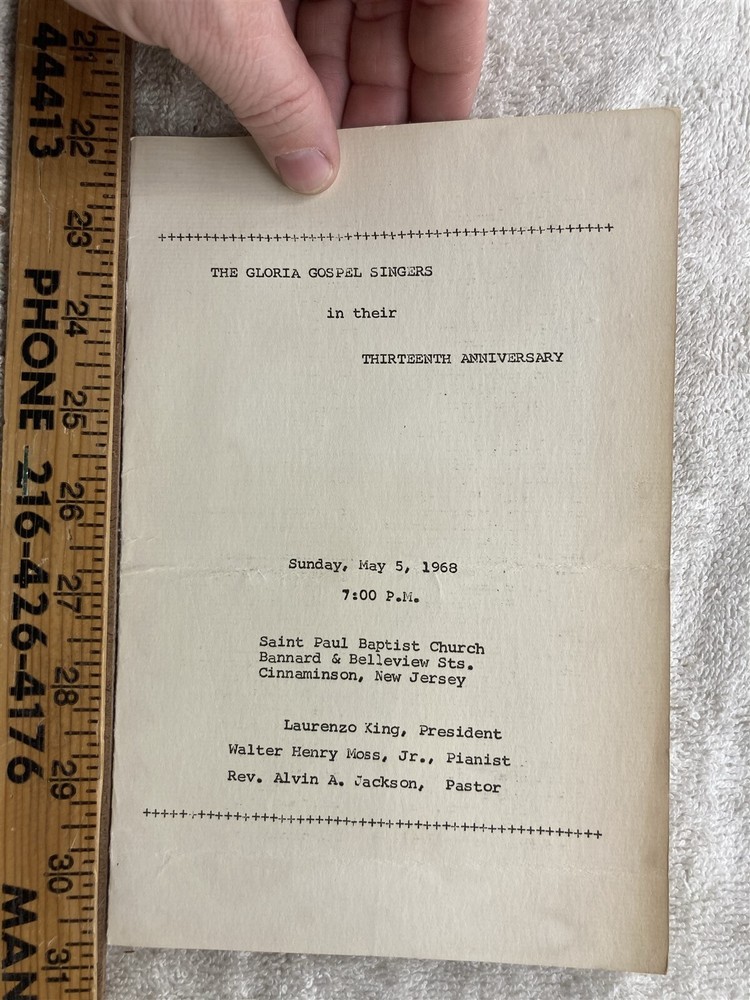 ++++++++++++++++++++++++++++++++++++++++++++++++++
THE GLORIA GOSPEL SINGERS
in their
THIRTEENTH ANNIVERSARY
Sunday, May 5, 1968
7:00 P.M.
Saint Paul Baptist Church
Bannard & Belleview Sts.
Cinnaminson, New Jersey
Laurenzo King, President
Walter Henry Moss, Jr., Pianist
Rev. Alvin A. Jackson, Pastor
++++++++++++++++++++++++++++++++++++++++++++++++++
44413
PHONE 216-426-4176
MAN
21
22
23
24
25
26
27
28
29
30
31